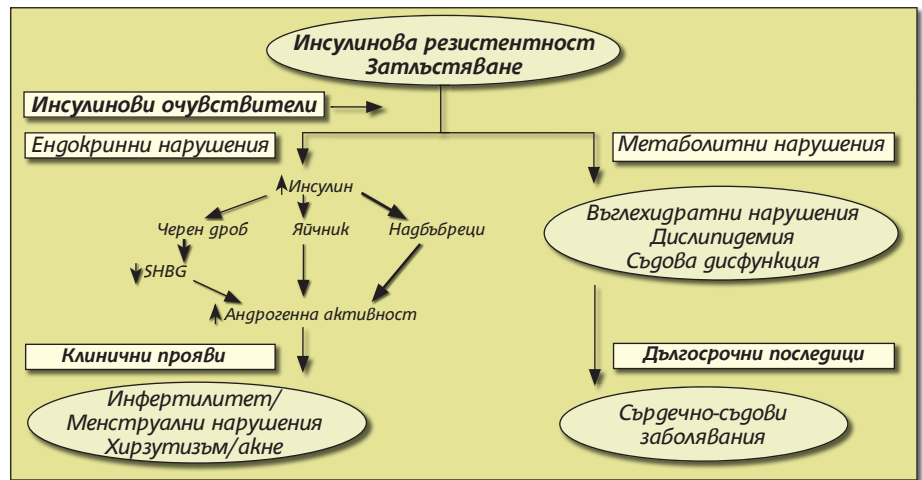 Инсулинова резистентност
Затлъстяване
Инсулинови очувствители
Ендокринни нарушения
Метаболитни нарушения
Инсулин
Черен дроб
Яйчник
Надбъбреци
SHBG
Андрогенна активност
Въглехидратни нарушения
Дислипидемия
Съдова дисфункция
Клинични прояви
Дългосрочни последици
Инфертилитет/
Менструални нарушения
Хирзутизъм/акне
Сърдечно-съдови
заболявания